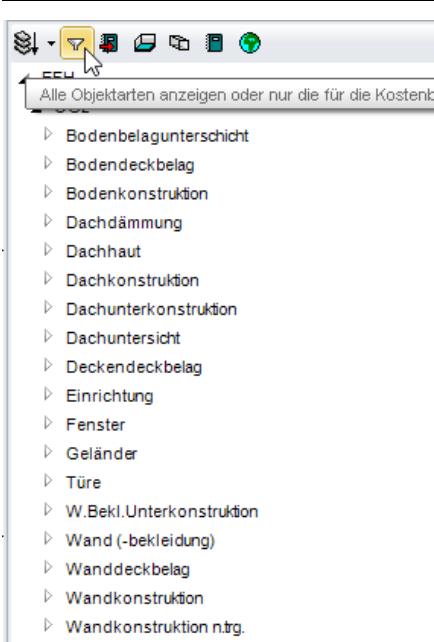 EFH
Alle Objektarten anzeigen oder nur die für die Kostenb
Bodenbelagunterschicht
Bodendeckbelag
Bodenkonstruktion
Dachdämmung
Dachhaut
Dachkonstruktion
Dachunterkonstruktion
Dachuntersicht
Deckendeckbelag
Einrichtung
Fenster
Geländer
Türe
W.Bekl.Unterkonstruktion
Wand (-bekleidung)
Wanddeckbelag
Wandkonstruktion
Wandkonstruktion n.trg.